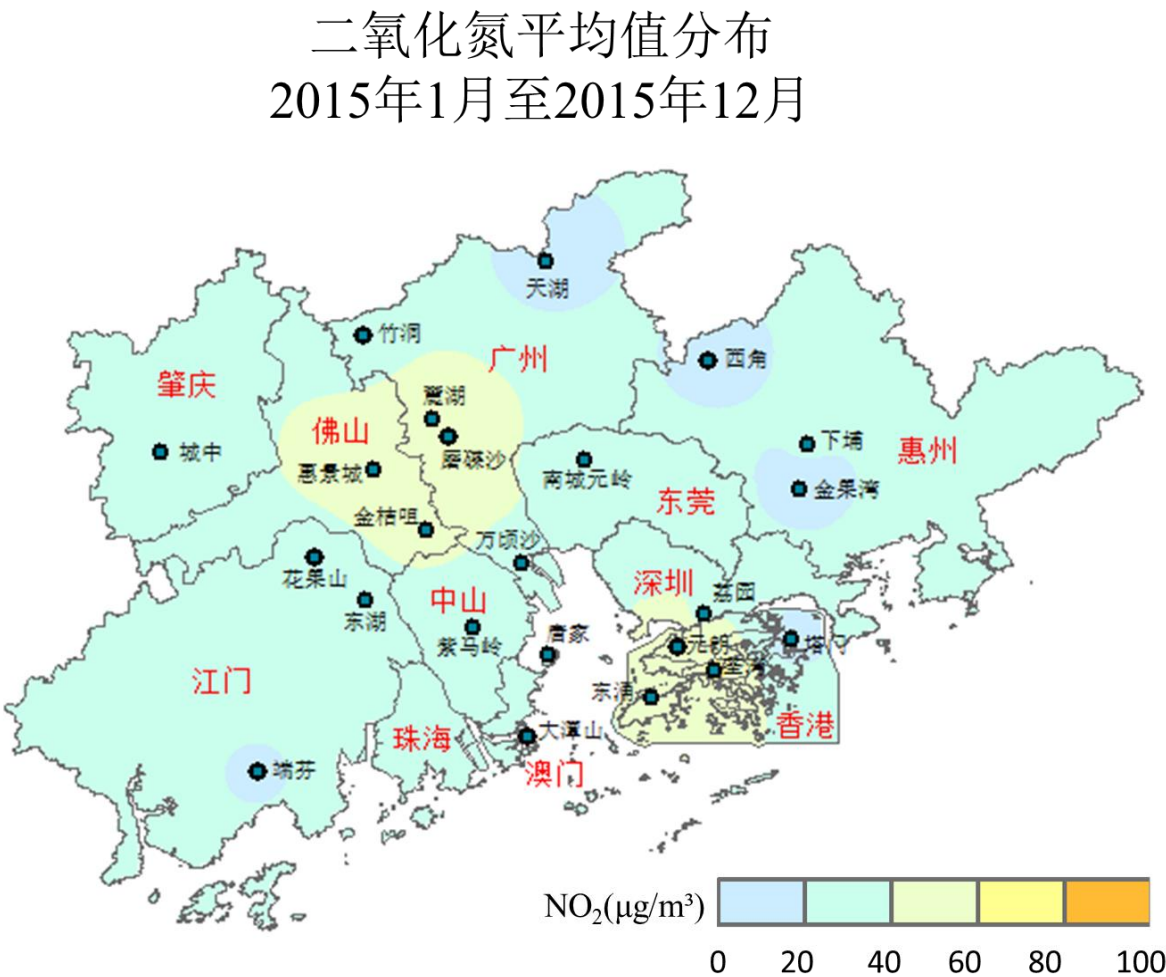 二氧化氮平均值分布
2015年1月至2015年12月
天湖
竹洞
广州
西角
肇庆
麓湖
佛山
城中
磨碟沙
惠景城
下埔
惠州
南城元岭
金果湾
东莞
金桔咀
万顷沙
花果山
深圳
荔园
中山
东湖
紫马岭
唐家
元朗
塔门
荃湾
江门
东涌
香港
珠海
大潭山
端芬
澳门
NO₂(μg/m³)
0 20 40 60 80 100